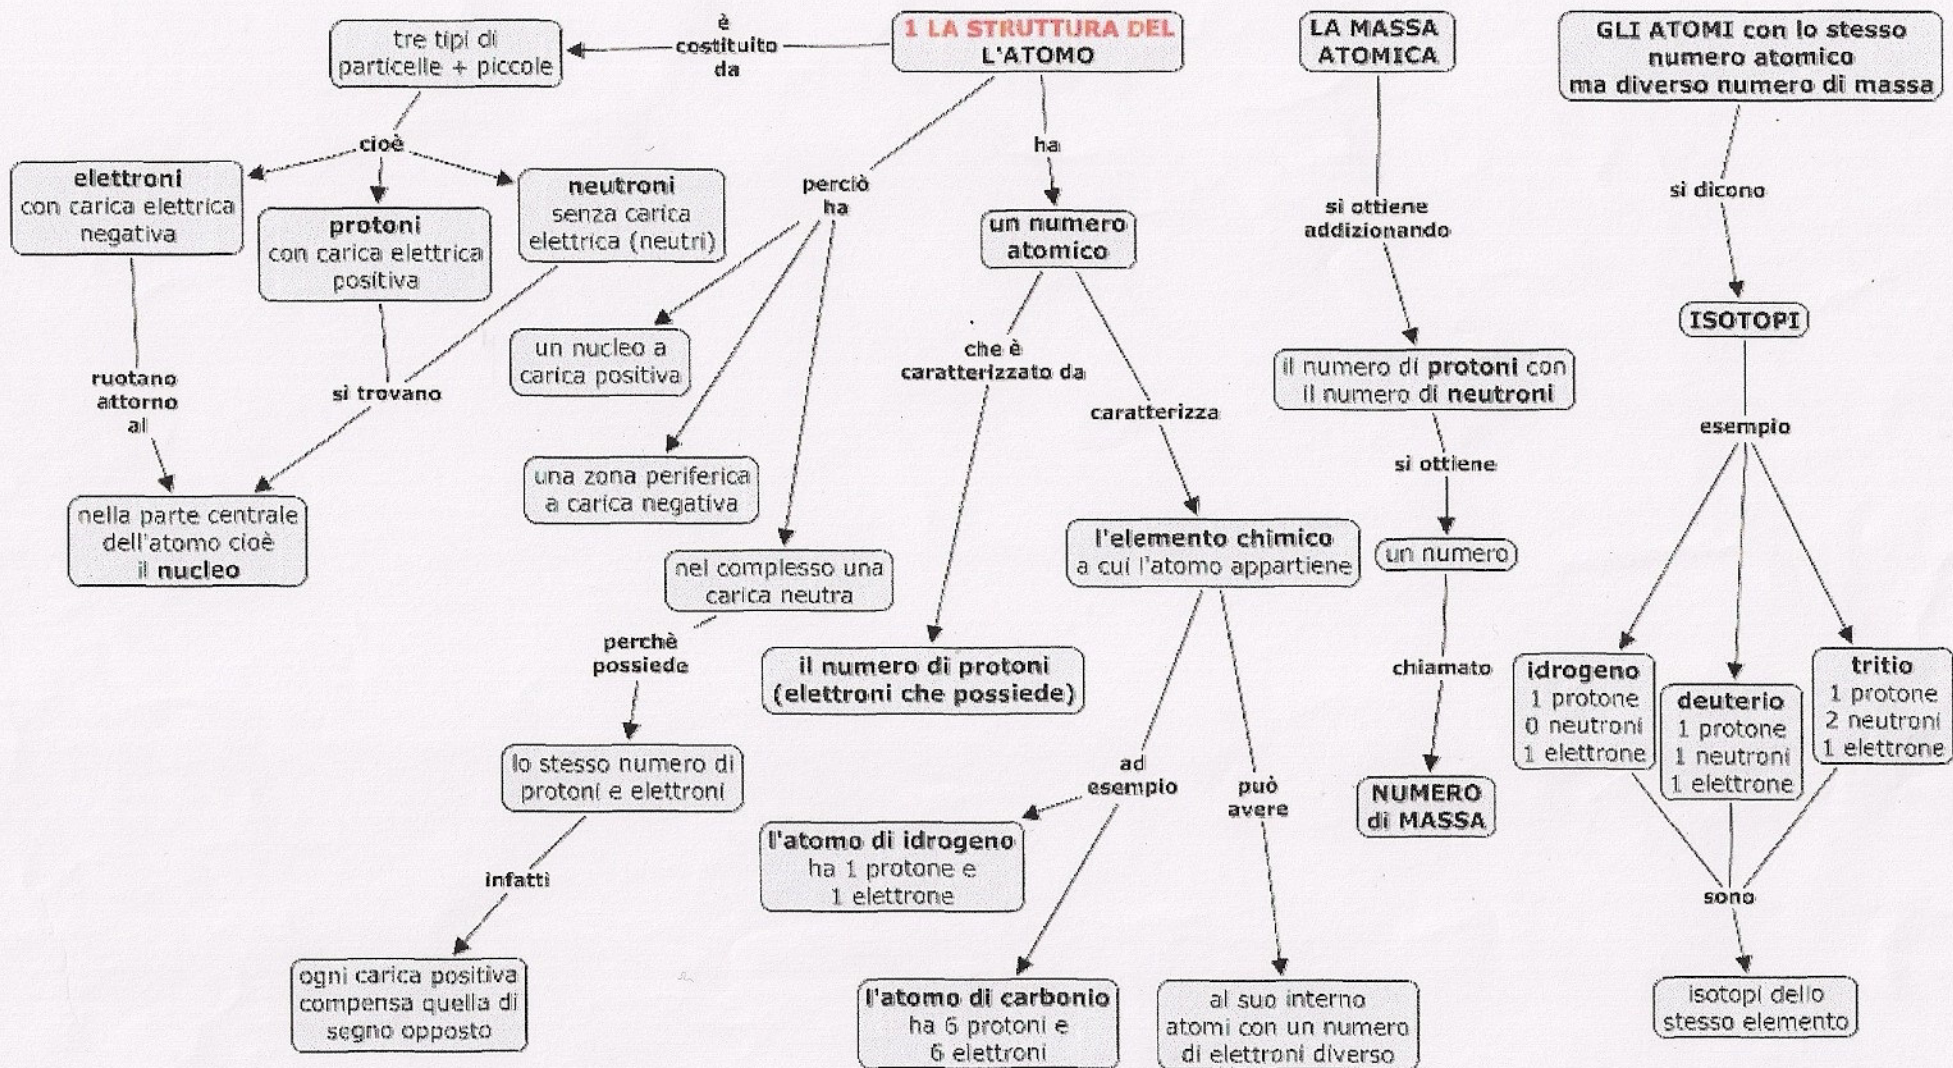 1 LA STRUTTURA DEL
L'ATOMO
è
costituito
da
tre tipi di
particelle + piccole
cioè
elettroni
con carica elettrica
negativa
protoni
con carica elettrica
positiva
neutroni
senza carica
elettrica (neutri)
ruotano
attorno
al
si trovano
nella parte centrale
dell'atomo cioè
il nucleo
perciò
ha
un nucleo a
carica positiva
una zona periferica
a carica negativa
nel complesso una
carica neutra
perchè
possiede
lo stesso numero di
protoni e elettroni
infatti
ogni carica positiva
compensa quella di
segno opposto
ha
un numero
atomico
che è
caratterizzato da
il numero di protoni
(elettroni che possiede)
caratterizza
l'elemento chimico
a cui l'atomo appartiene
ad
esempio
l'atomo di idrogeno
ha 1 protone e
1 elettrone
l'atomo di carbonio
ha 6 protoni e
6 elettroni
può
avere
al suo interno
atomi con un numero
di elettroni diverso
LA MASSA
ATOMICA
si ottiene
addizionando
il numero di protoni con
il numero di neutroni
si ottiene
un numero
chiamato
NUMERO
di MASSA
GLI ATOMI con lo stesso
numero atomico
ma diverso numero di massa
si dicono
ISOTOPI
esempio
idrogeno
1 protone
0 neutroni
1 elettrone
deuterio
1 protone
1 neutroni
1 elettrone
tritio
1 protone
2 neutroni
1 elettrone
sono
isotopi dello
stesso elemento